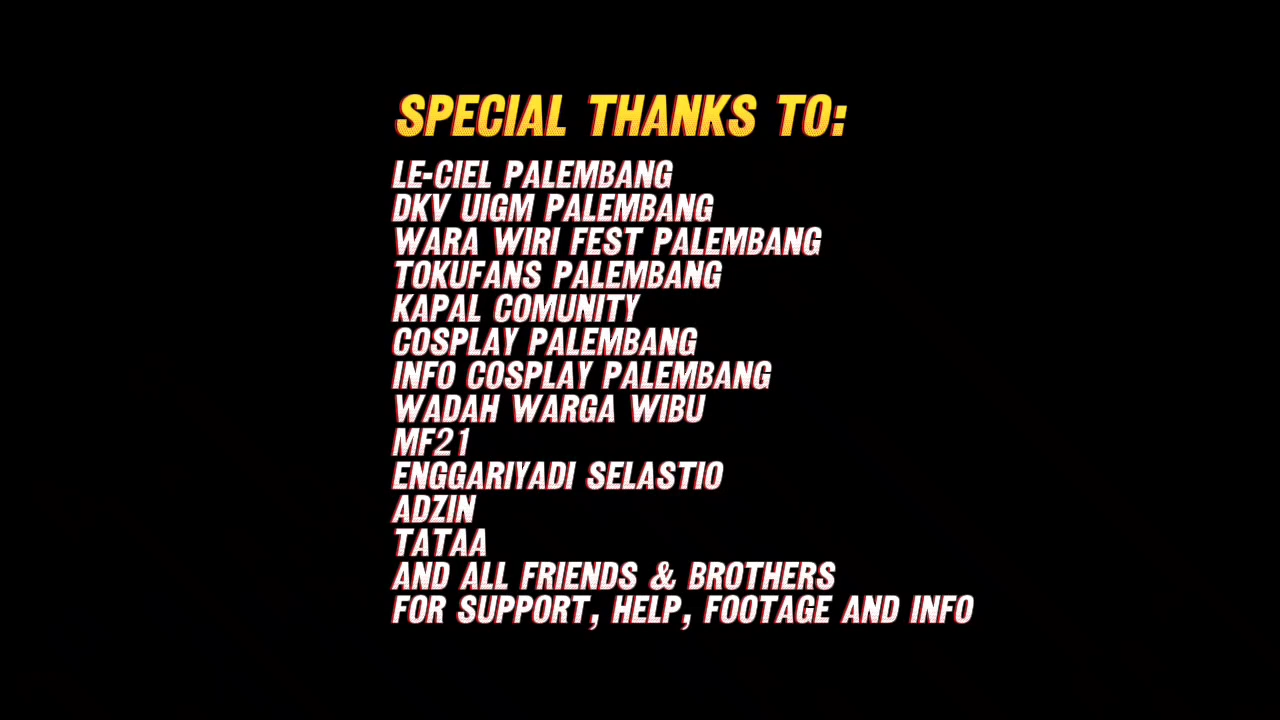 SPECIAL THANKS TO:
LE-CIEL PALEMBANG
DKV UIGM PALEMBANG
WARA WIRI FEST PALEMBANG
TOKUFANS PALEMBANG
KAPAL COMUNITY
COSPLAY PALEMBANG
INFO COSPLAY PALEMBANG
WADAH WARGA WIBU
MF21
ENGGARIYADI SELASTIO
ADZIN
TATAA
AND ALL FRIENDS & BROTHERS
FOR SUPPORT, HELP, FOOTAGE AND INFO